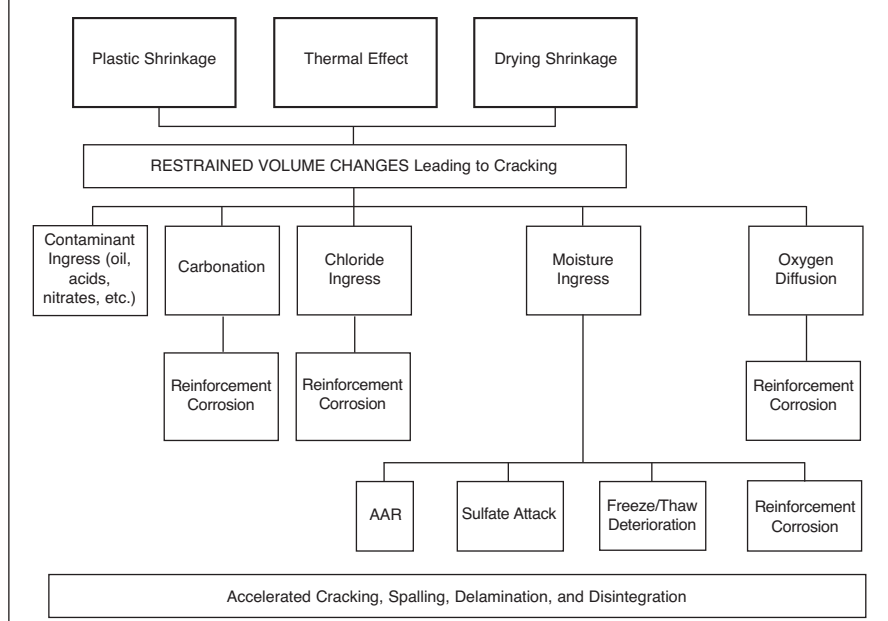 Plastic Shrinkage
Thermal Effect
Drying Shrinkage
RESTRAINED VOLUME CHANGES Leading to Cracking
Contaminant
Ingress (oil,
acids,
nitrates, etc.)
Carbonation
Chloride
Ingress
Moisture
Ingress
Oxygen
Diffusion
Reinforcement
Corrosion
Reinforcement
Corrosion
Reinforcement
Corrosion
AAR
Sulfate Attack
Freeze/Thaw
Deterioration
Reinforcement
Corrosion
Accelerated Cracking, Spalling, Delamination, and Disintegration